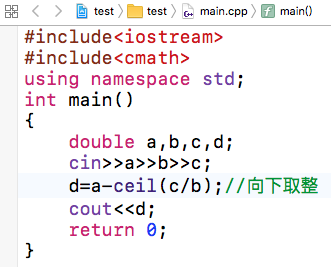 test test main.cpp main()
#include<iostream>
#include<cmath>
using namespace std;
int main()
{
    double a,b,c,d;
    cin>>a>>b>>c;
    d=a-ceil(c/b);//向下取整
    cout<<d;
    return 0;
}